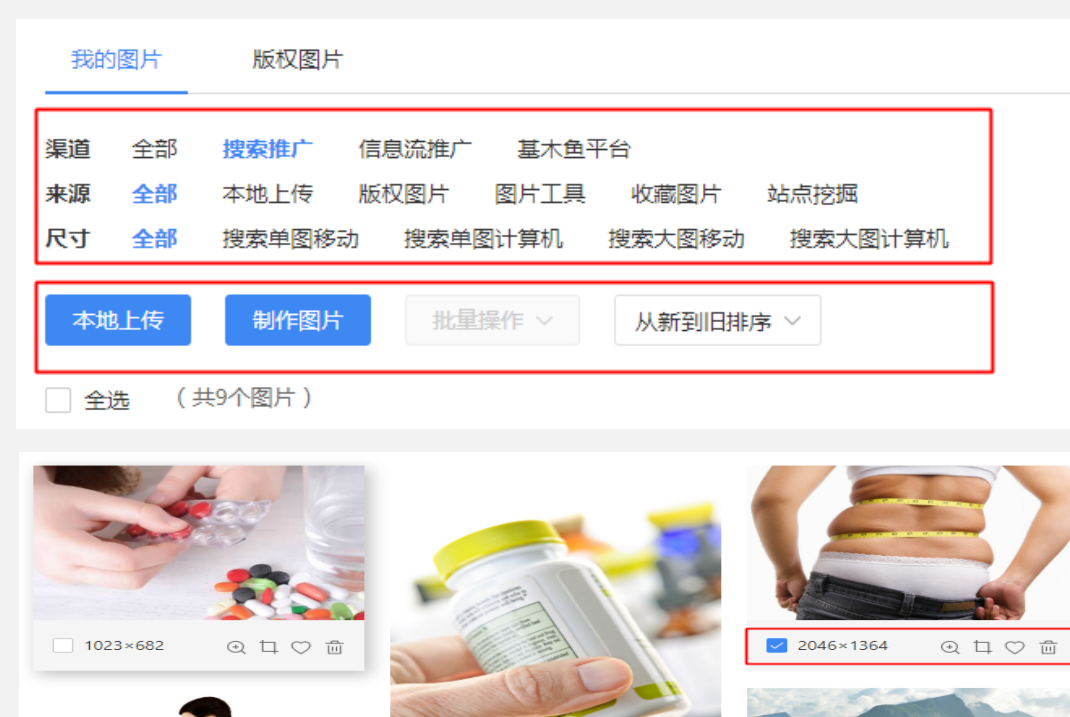 我的图片 版权图片
渠道 全部 搜索推广 信息流推广 基木鱼平台
来源 全部 本地上传 版权图片 图片工具 收藏图片 站点挖掘
尺寸 全部 搜索单图移动 搜索单图计算机 搜索大图移动 搜索大图计算机
本地上传 制作图片 批量操作 从新到旧排序
全选 （共9个图片）
1023×682 2046×1364